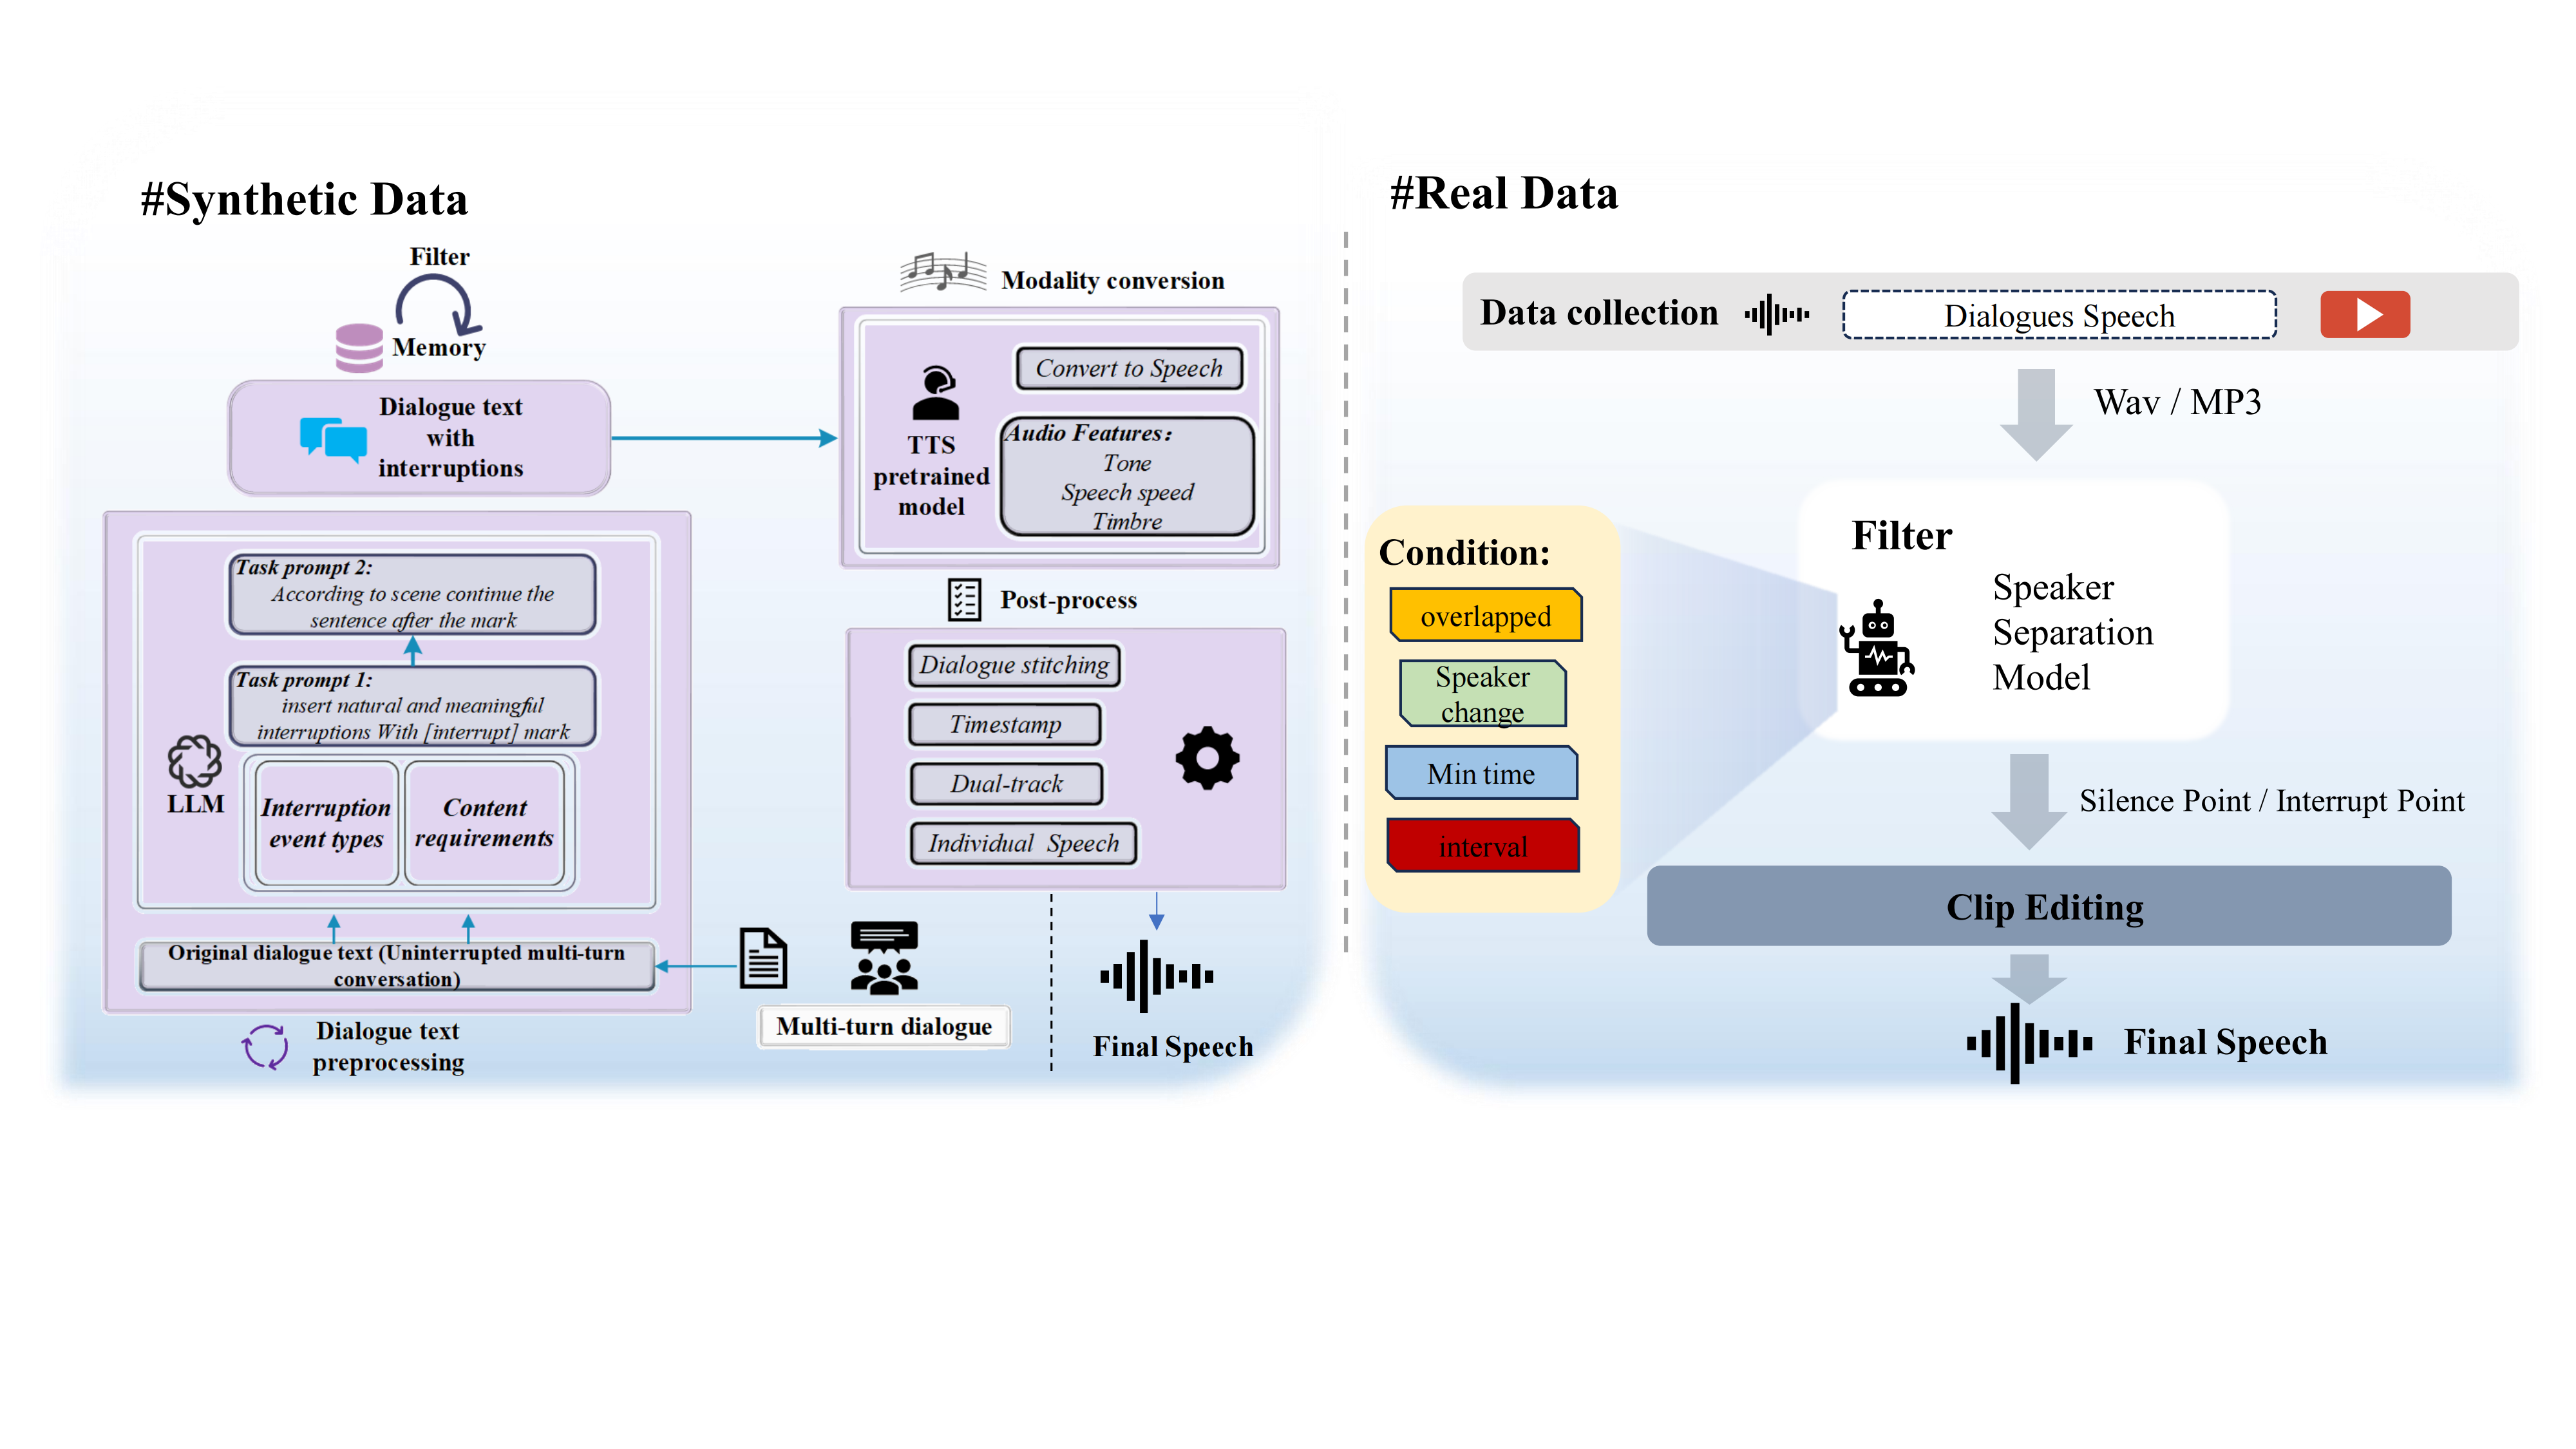 #Synthetic Data
Filter
Memory
Dialogue text
with
interruptions
Task prompt 2:
According to scene continue the
sentence after the mark
Task prompt 1:
insert natural and meaningful
interruptions With [interrupt] mark
LLM
Interruption
event types
Content
requirements
Original dialogue text (Uninterrupted multi-turn
conversation)
Dialogue text
preprocessing
Multi-turn dialogue
Modality conversion
TTS
pretrained
model
Convert to Speech
Audio Features：
Tone
Speech speed
Timbre
Post-process
Dialogue stitching
Timestamp
Dual-track
Individual Speech
Final Speech
#Real Data
Data collection
Dialogues Speech
Wav / MP3
Condition:
overlapped
Speaker
change
Min time
interval
Filter
Speaker
Separation
Model
Silence Point / Interrupt Point
Clip Editing
Final Speech